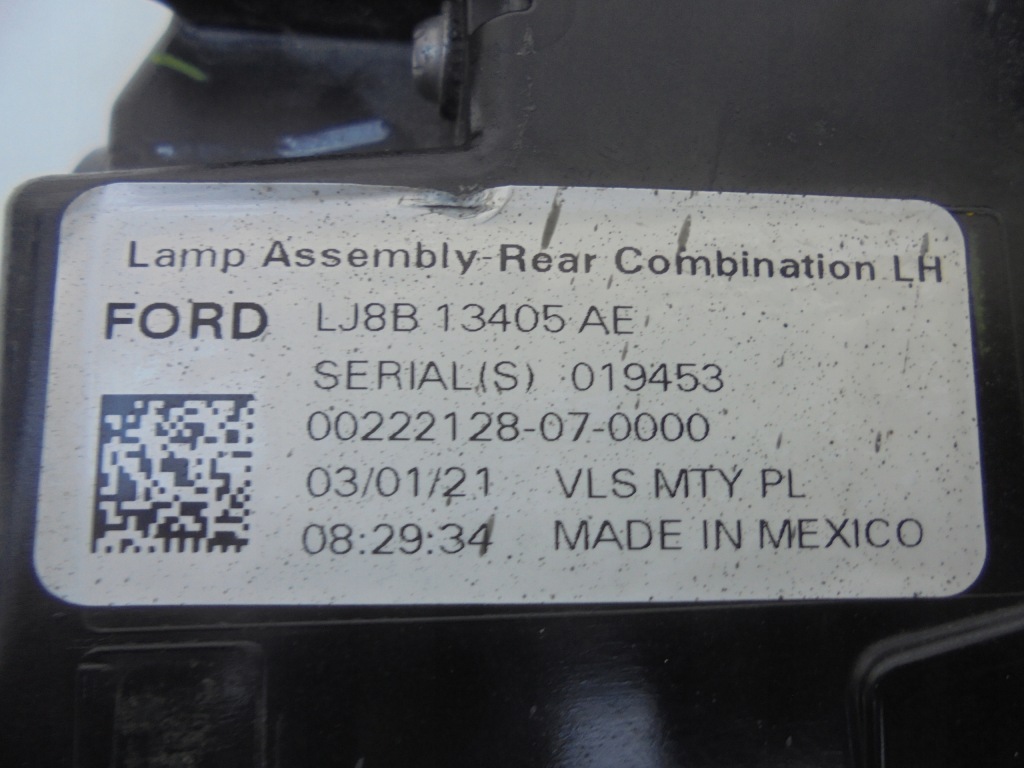 Lamp Assembly-Rear Combination LH
FORD LJ8B 13405 AE
SERIAL(S) 019453
00222128-07-0000
03/01/21 VLS MTY PL
08:29:34 MADE IN MEXICO